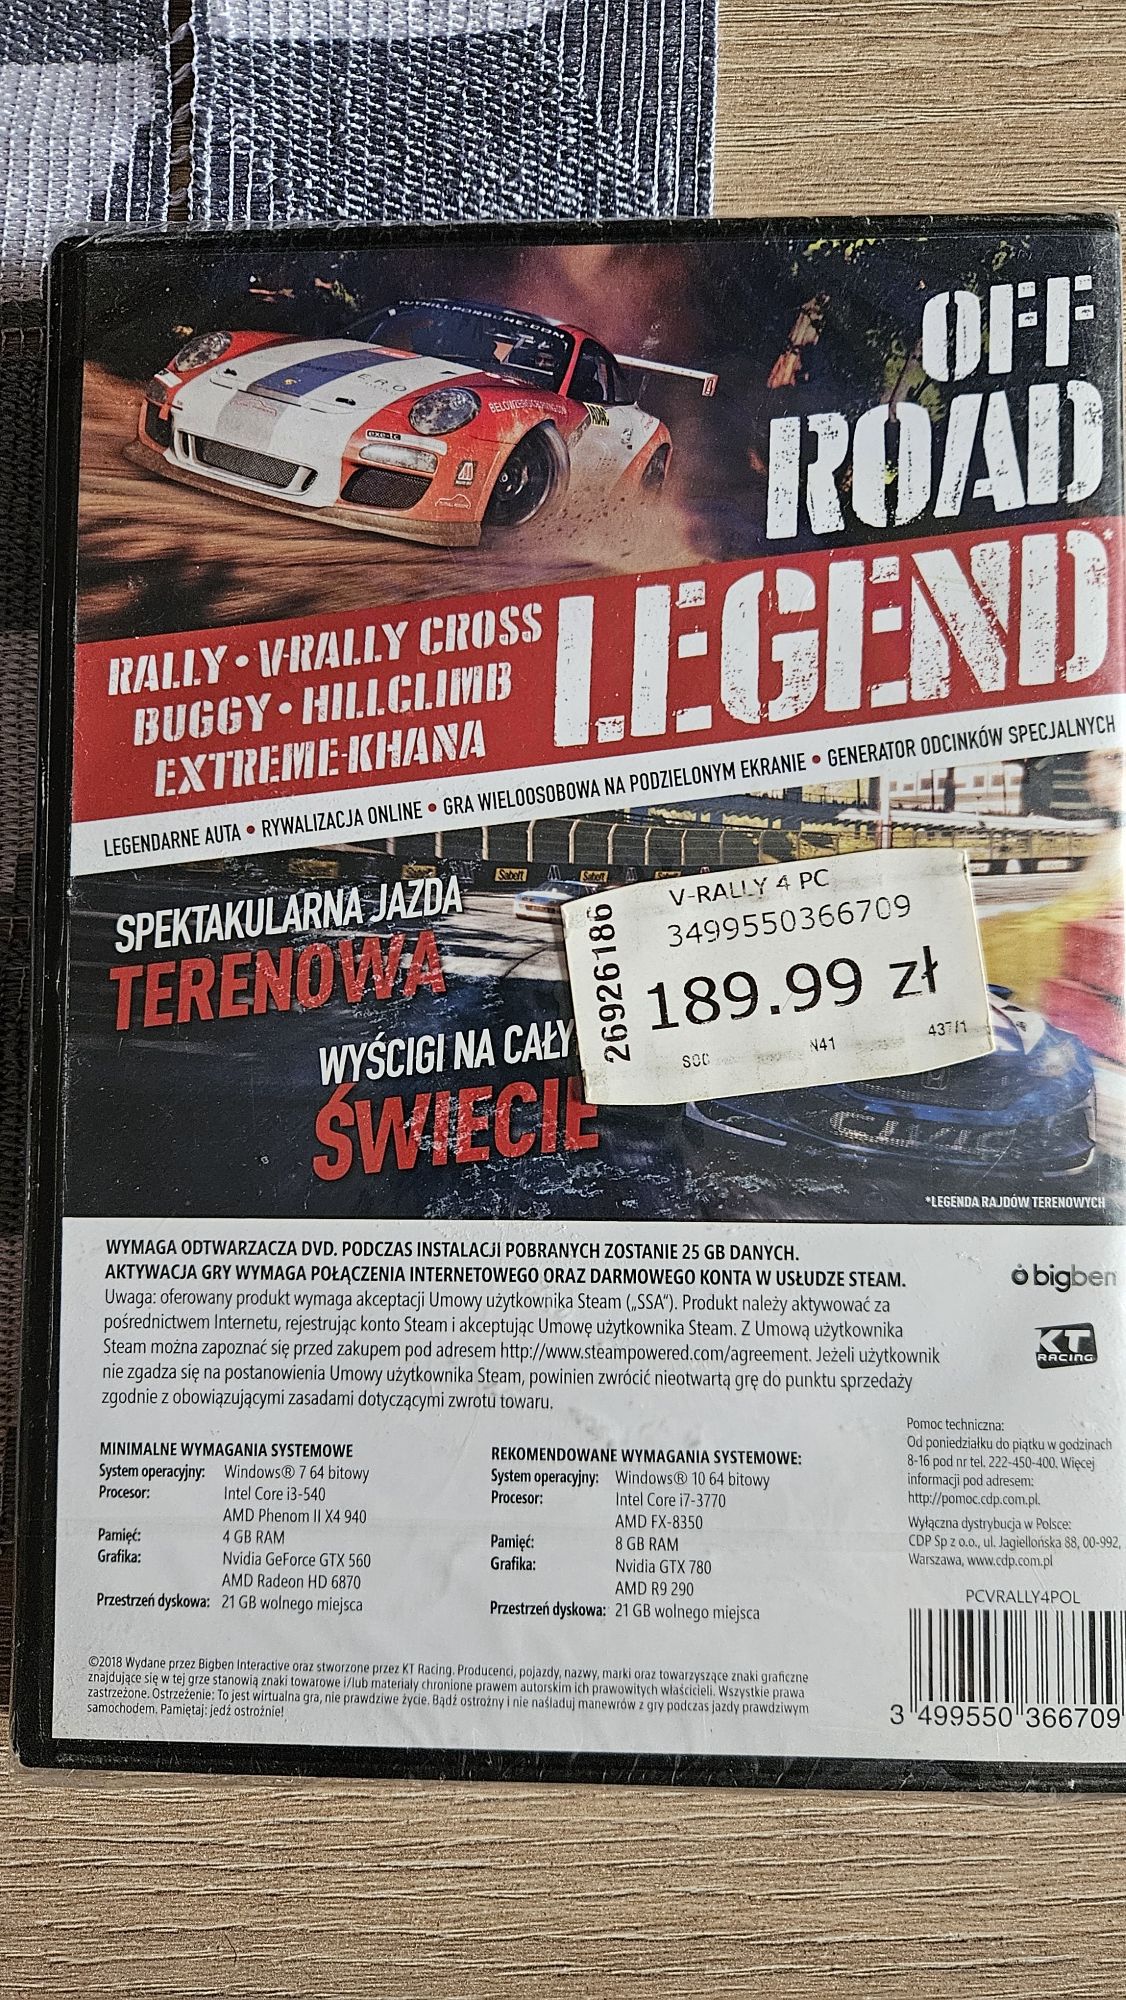 OFF
ROAD
LEGEND*
RALLY • V-RALLY CROSS
BUGGY • HILLCLIMB
EXTREME-KHANA
LEGENDARNE AUTA • RYWALIZACJA ONLINE • GRA WIELOOSOBOWA NA PODZIELONYM EKRANIE • GENERATOR ODCINKÓW SPECJALNYCH
Sabelt
Sabelt
SPEKTAKULARNA JAZDA
TERENOWA
WYŚCIGI NA CAŁY
ŚWIECIE
V-RALLY 4 PC
3499550366709
26926186
189.99 zł
N41
437/1
CIVIC
*LEGENDA RAJDÓW TERENOWYCH
WYMAGA ODTWARZACZA DVD. PODCZAS INSTALACJI POBRANYCH ZOSTANIE 25 GB DANYCH.
AKTYWACJA GRY WYMAGA POŁĄCZENIA INTERNETOWEGO ORAZ DARMOWEGO KONTA W USŁUDZE STEAM.
Uwaga: oferowany produkt wymaga akceptacji Umowy użytkownika Steam („SSA"). Produkt należy aktywować za
pośrednictwem Internetu, rejestrując konto Steam i akceptując Umowę użytkownika Steam. Z Umową użytkownika
Steam można zapoznać się przed zakupem pod adresem http://www.steampowered.com/agreement. Jeżeli użytkownik
nie zgadza się na postanowienia Umowy użytkownika Steam, powinien zwrócić nieotwartą grę do punktu sprzedaży
zgodnie z obowiązującymi zasadami dotyczącymi zwrotu towaru.
bigben
KT
RACING
MINIMALNE WYMAGANIA SYSTEMOWE
System operacyjny: Windows® 7 64 bitowy
Procesor: Intel Core i3-540
AMD Phenom II X4 940
Pamięć: 4 GB RAM
Grafika: Nvidia GeForce GTX 560
AMD Radeon HD 6870
Przestrzeń dyskowa: 21 GB wolnego miejsca
REKOMENDOWANE WYMAGANIA SYSTEMOWE:
System operacyjny: Windows® 10 64 bitowy
Procesor: Intel Core i7-3770
AMD FX-8350
Pamięć: 8 GB RAM
Grafika: Nvidia GTX 780
AMD R9 290
Przestrzeń dyskowa: 21 GB wolnego miejsca
Pomoc techniczna:
Od poniedziałku do piątku w godzinach
8-16 pod nr tel. 222-450-400. Więcej
informacji pod adresem:
http://pomoc.cdp.com.pl.
Wyłączna dystrybucja w Polsce:
CDP Sp z o.o., ul. Jagiellońska 88, 00-992,
Warszawa, www.cdp.com.pl
PCVRALLY4POL
3 499550 366709
©2018 Wydane przez Bigben Interactive oraz stworzone przez KT Racing. Producenci, pojazdy, nazwy, marki oraz towarzyszące znaki graficzne
znajdujące się w tej grze stanowią znaki towarowe i/lub materiały chronione prawem autorskim ich prawowitych właścicieli. Wszystkie prawa
zastrzeżone. Ostrzeżenie: To jest wirtualna gra, nie prawdziwe życie. Bądź ostrożny i nie naśladuj manewrów z gry podczas jazdy prawdziwym
samochodem. Pamiętaj: jedź ostrożnie!